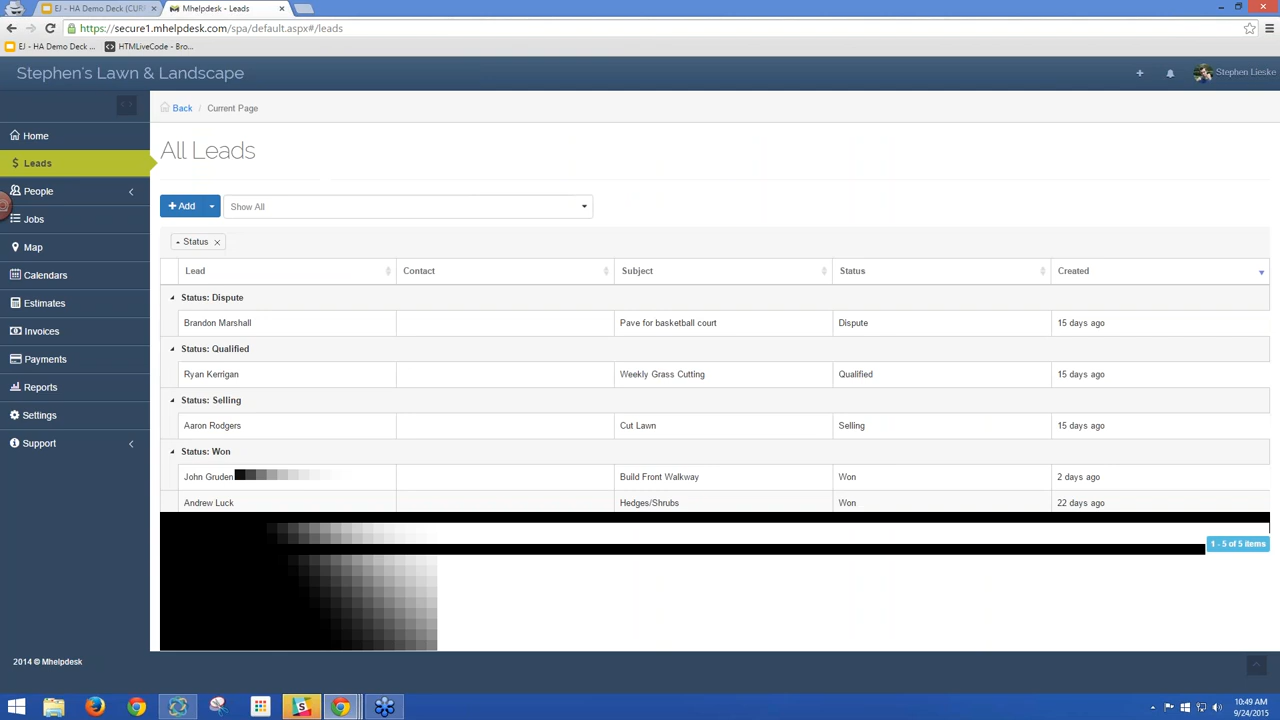 EJ - HA Demo Deck (CUR
Mhelpdesk - Leads
https://secure1.mhelpdesk.com/spa/default.aspx#/leads
EJ - HA Demo Deck ...
HTMLiveCode - Bro...
Stephen's Lawn & Landscape
Stephen Lieske
Back / Current Page
Home
Leads
People
Jobs
Map
Calendars
Estimates
Invoices
Payments
Reports
Settings
Support
All Leads
+ Add
Show All
Status
Lead Contact Subject Status Created
Status: Dispute
Brandon Marshall Pave for basketball court Dispute 15 days ago
Status: Qualified
Ryan Kerrigan Weekly Grass Cutting Qualified 15 days ago
Status: Selling
Aaron Rodgers Cut Lawn Selling 15 days ago
Status: Won
John Gruden Build Front Walkway Won 2 days ago
Andrew Luck Hedges/Shrubs Won 22 days ago
1 - 5 of 5 items
2014 © Mhelpdesk
10:49 AM
9/24/2015